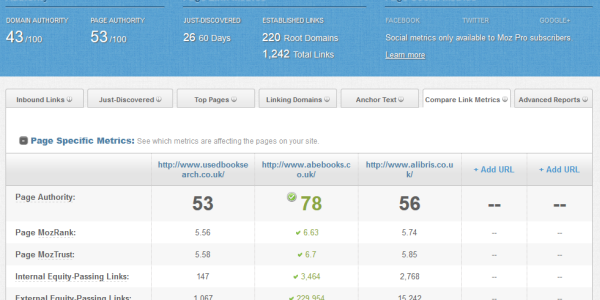 DOMAIN AUTHORITY PAGE AUTHORITY JUST-DISCOVERED ESTABLISHED LINKS FACEBOOK TWITTER GOOGLE+
43/100 53/100 26 60 Days 220 Root Domains Social metrics only available to Moz Pro subscribers.
1,242 Total Links Learn more
Inbound Links Just-Discovered Top Pages Linking Domains Anchor Text Compare Link Metrics Advanced Reports
Page Specific Metrics: See which metrics are affecting the pages on your site.
http://www.usedbookse http://www.abebooks.c http://www.alibris.co.u + Add URL + Add URL
arch.co.uk/ o.uk/ k/
Page Authority: 53 78 56 -- --
Page MozRank: 5.56 6.63 5.74 -- --
Page MozTrust: 5.58 6.7 5.85 -- --
Internal Equity-Passing Links: 147 3,464 2,768 -- --
External Equity-Passing Links: 1,067 229,954 15,242 -- --